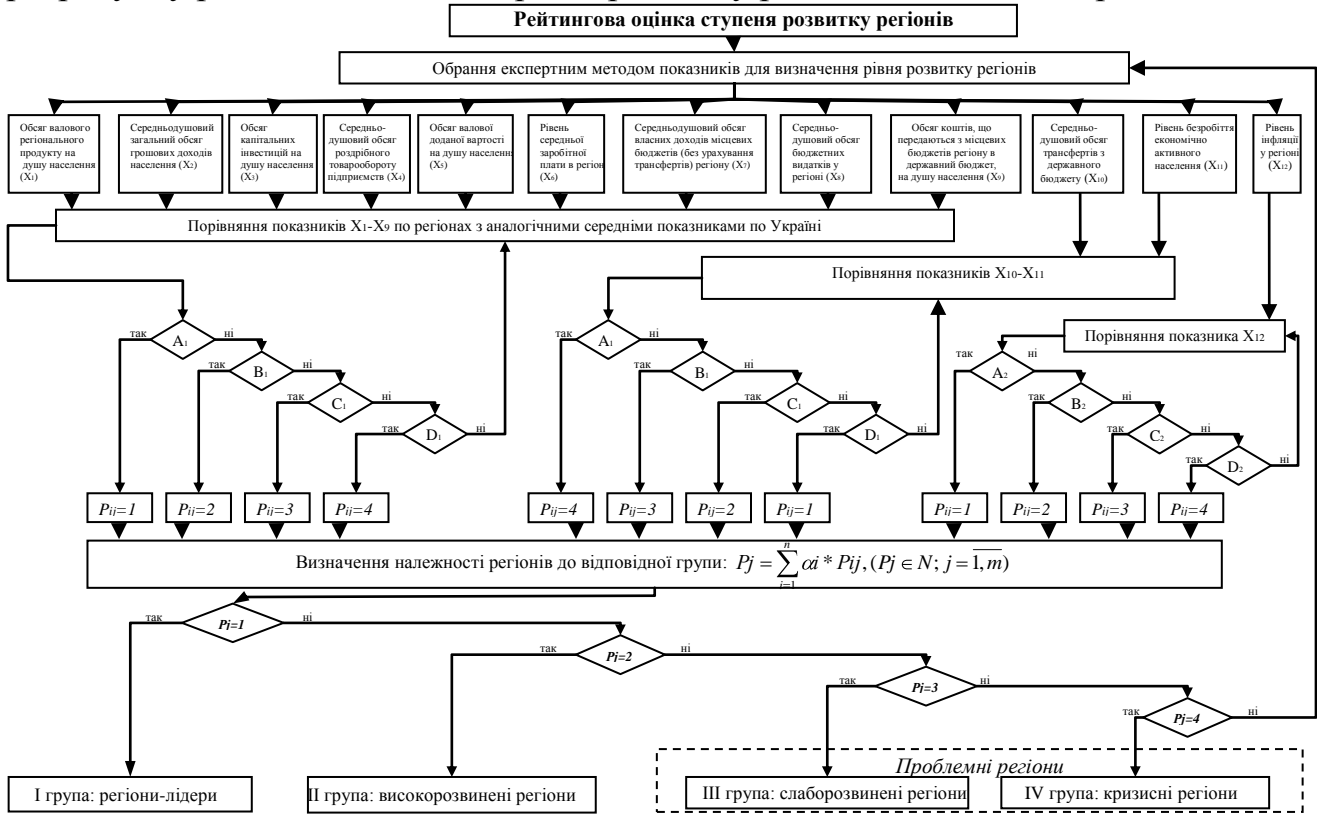 Рейтингова оцінка ступеня розвитку регіонів
Обрання експертним методом показників для визначення рівня розвитку регіонів
Обсяг валового
регіонального
продукту на
душу населення
(X1)
Середньодушовий
загальний обсяг
грошових доходів
населення (X2)
Обсяг
капітальних
інвестицій на
душу населення
(X3)
Середньо-
душовий обсяг
роздрібного
товарообороту
підприємств (X4)
Обсяг валової
доданої вартості
на душу населення
(X5)
Рівень
середньої
заробітної
плати в регіон
(X6)
Середньодушовий обсяг
власних доходів місцевих
бюджетів (без урахування
трансфертів) регіону (X7)
Середньо-
душовий обсяг
бюджетних
видатків у
регіоні (X8)
Обсяг коштів, що
передаються з місцевих
бюджетів регіону в
державний бюджет,
на душу населення (X9)
Середньо-
душовий обсяг
трансфертів з
державного
бюджету (X10)
Рівень безробіття
економічно
активного
населення (X11)
Рівень
інфляції
у регіоні
(X12)
Порівняння показників X1-X9 по регіонах з аналогічними середніми показниками по Україні
Порівняння показників X10-X11
Порівняння показника X12
так A1 ні
так B1 ні
так C1 ні
так D1 ні
так A1 ні
так B1 ні
так C1 ні
так D1 ні
так A2 ні
так B2 ні
так C2 ні
так D2 ні
Pij=1 Pij=2 Pij=3 Pij=4 Pij=4 Pij=3 Pij=2 Pij=1 Pij=1 Pij=2 Pij=3 Pij=4
Визначення належності регіонів до відповідної групи: Pj = ∑ⁿᵢ₌₁ αi * Pij, (Pj ∈ N; j = 1, m)
так Pj=1 ні
так Pj=2 ні
так Pj=3 ні
так Pj=4 ні
Проблемні регіони
І група: регіони-лідери
ІІ група: високорозвинені регіони
ІІІ група: слаборозвинені регіони
IV група: кризисні регіони